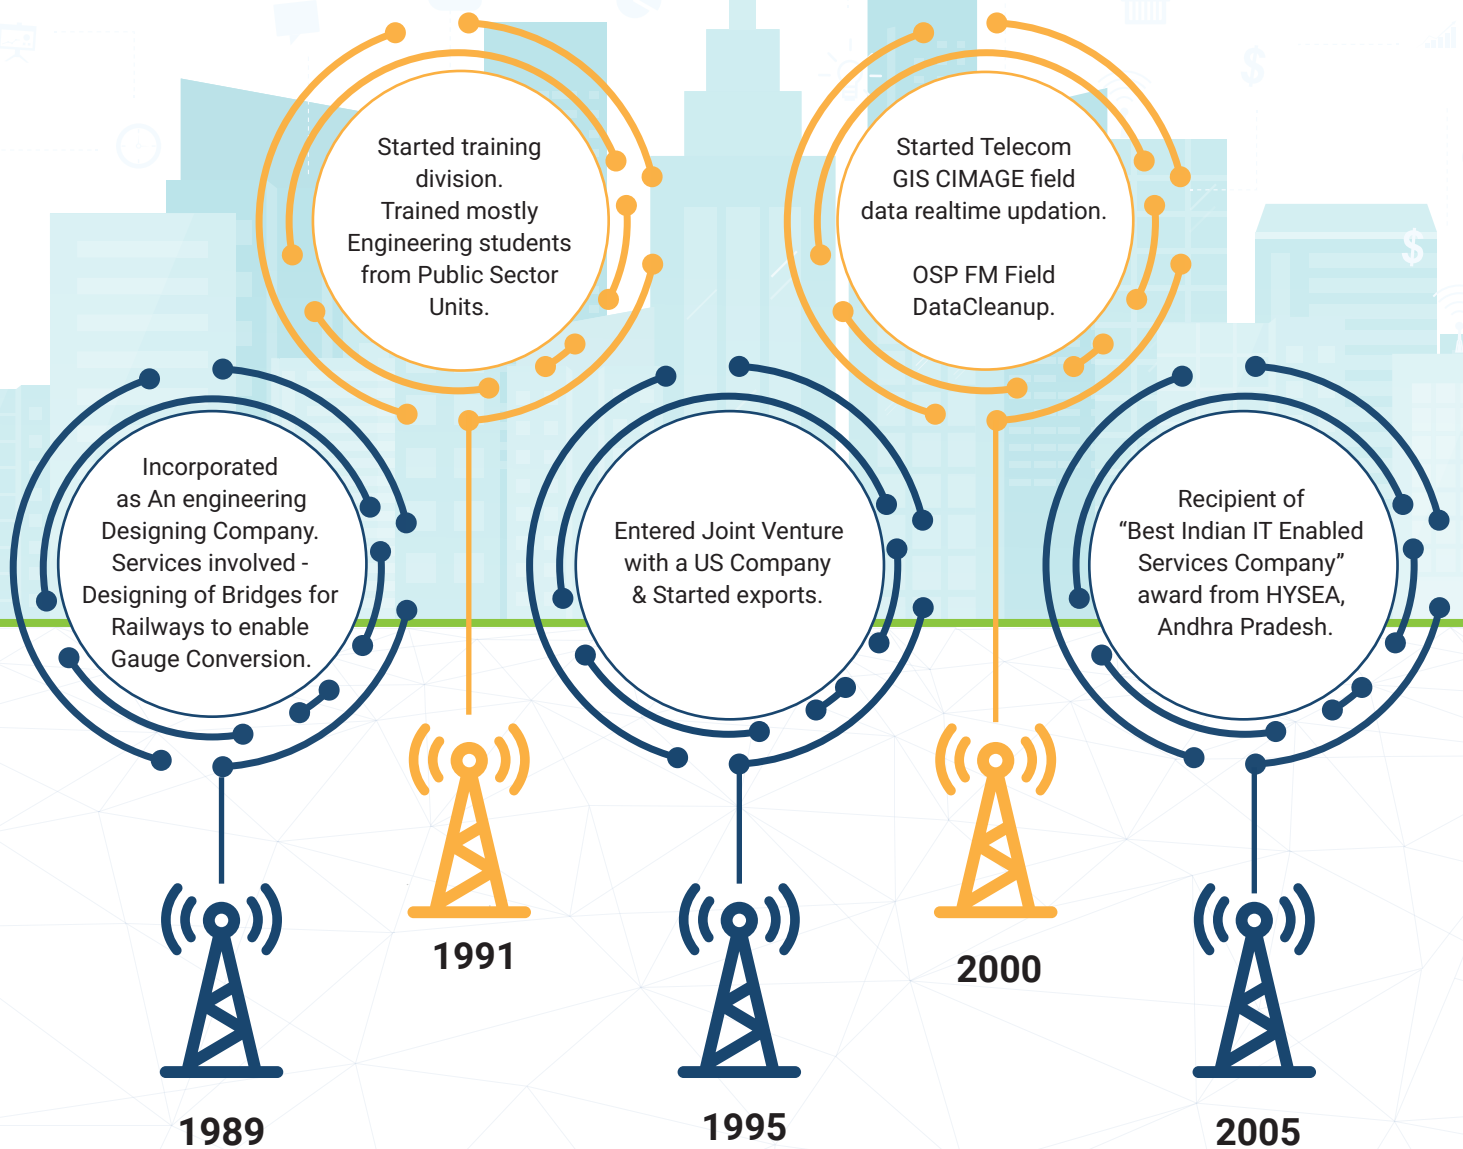 Incorporated
as An engineering
Designing Company.
Services involved -
Designing of Bridges for
Railways to enable
Gauge Conversion.
1989
Started training
division.
Trained mostly
Engineering students
from Public Sector
Units.
1991
Entered Joint Venture
with a US Company
& Started exports.
1995
Started Telecom
GIS CIMAGE field
data realtime updation.
OSP FM Field
DataCleanup.
2000
Recipient of
“Best Indian IT Enabled
Services Company”
award from HYSEA,
Andhra Pradesh.
2005